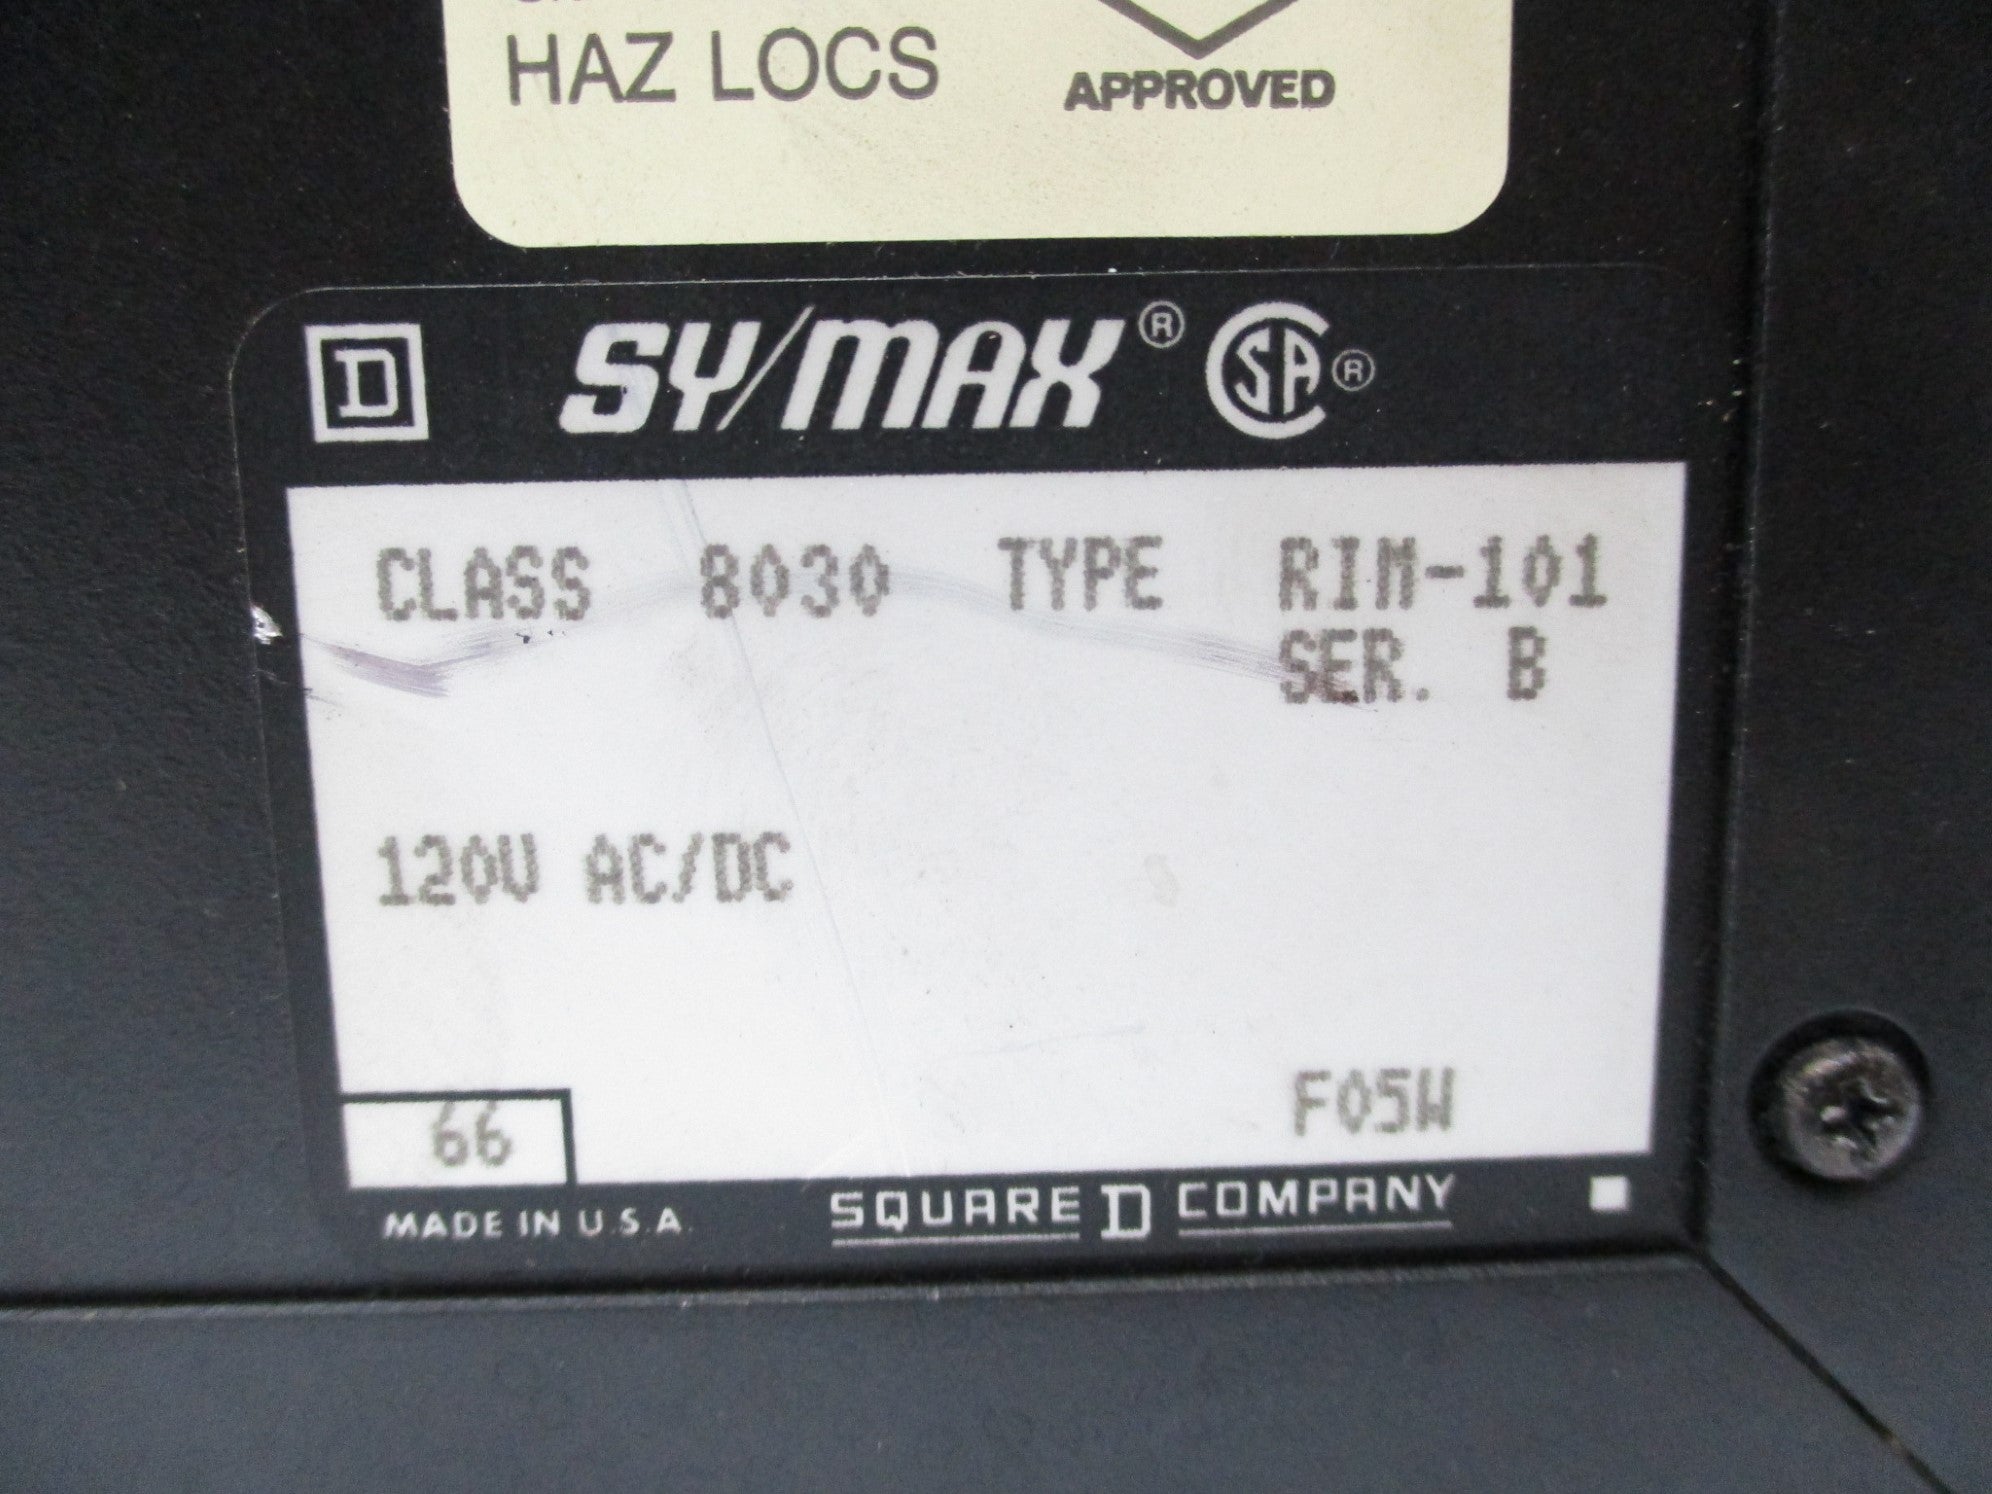 HAZ LOCS APPROVED
D SY/MAX® CSA®
CLASS 8030 TYPE RIM-101
SER. B
120V AC/DC
F05W
66
MADE IN U.S.A. SQUARE D COMPANY